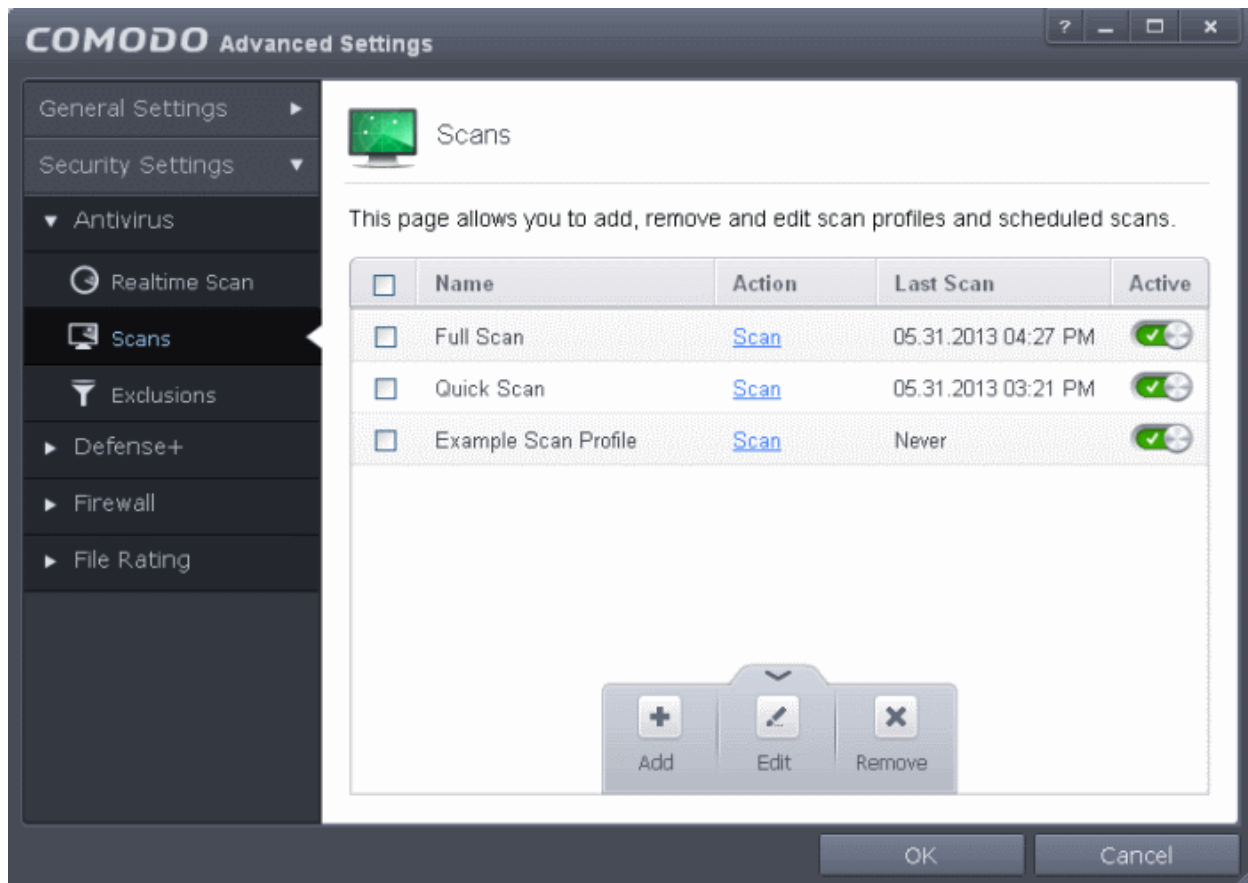 COMODO Advanced Settings
?
General Settings
Security Settings
Antivirus
Realtime Scan
Scans
Exclusions
Defense+
Firewall
File Rating
Scans
This page allows you to add, remove and edit scan profiles and scheduled scans.
Name Action Last Scan Active
Full Scan Scan 05.31.2013 04:27 PM
Quick Scan Scan 05.31.2013 03:21 PM
Example Scan Profile Scan Never
Add Edit Remove
OK Cancel